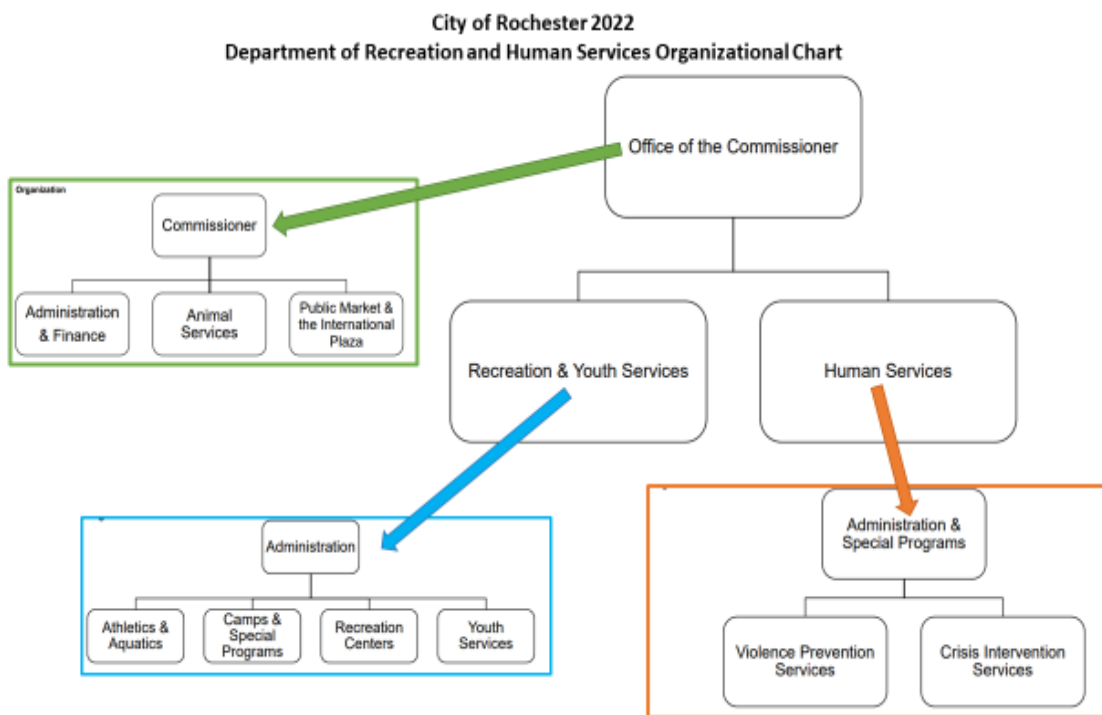 City of Rochester 2022
Department of Recreation and Human Services Organizational Chart
Office of the Commissioner
Organization
Commissioner
Administration
& Finance
Animal
Services
Public Market &
the International
Plaza
Recreation & Youth Services
Human Services
Administration
Athletics &
Aquatics
Camps &
Special
Programs
Recreation
Centers
Youth
Services
Administration &
Special Programs
Violence Prevention
Services
Crisis Intervention
Services